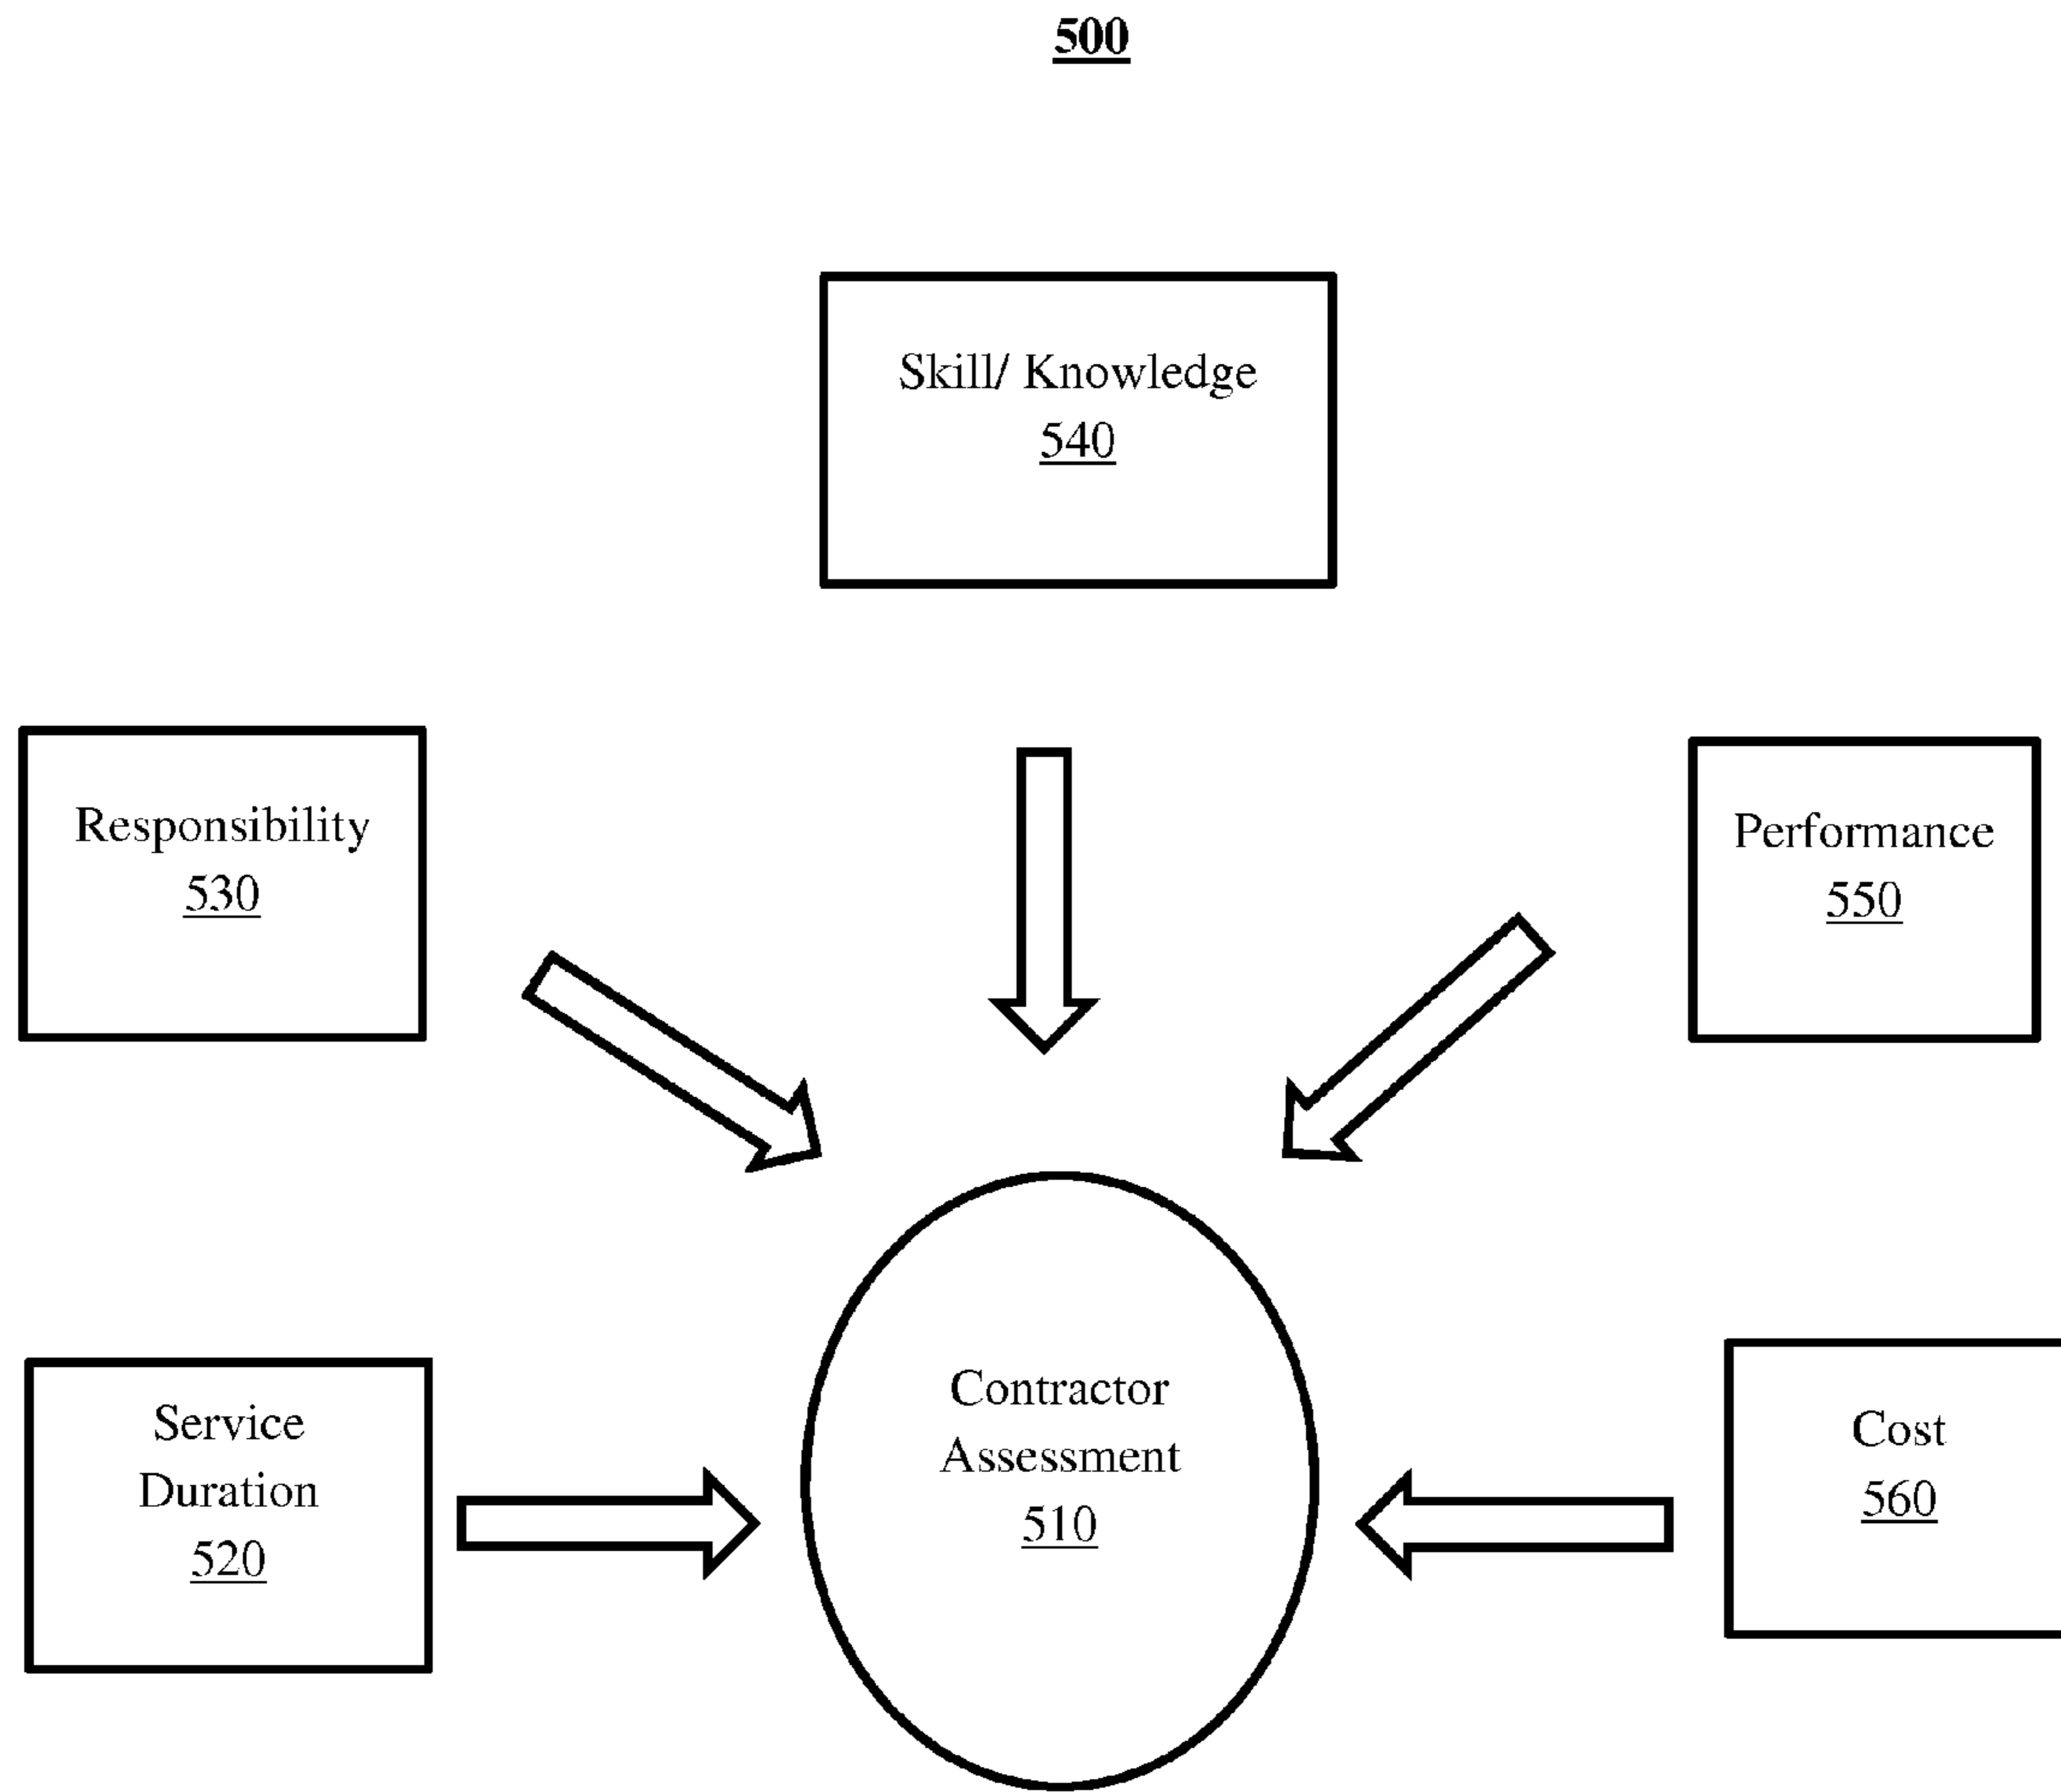 500
Skill/ Knowledge
540
Responsibility
530
Performance
550
Service
Duration
520
Contractor
Assessment
510
Cost
560